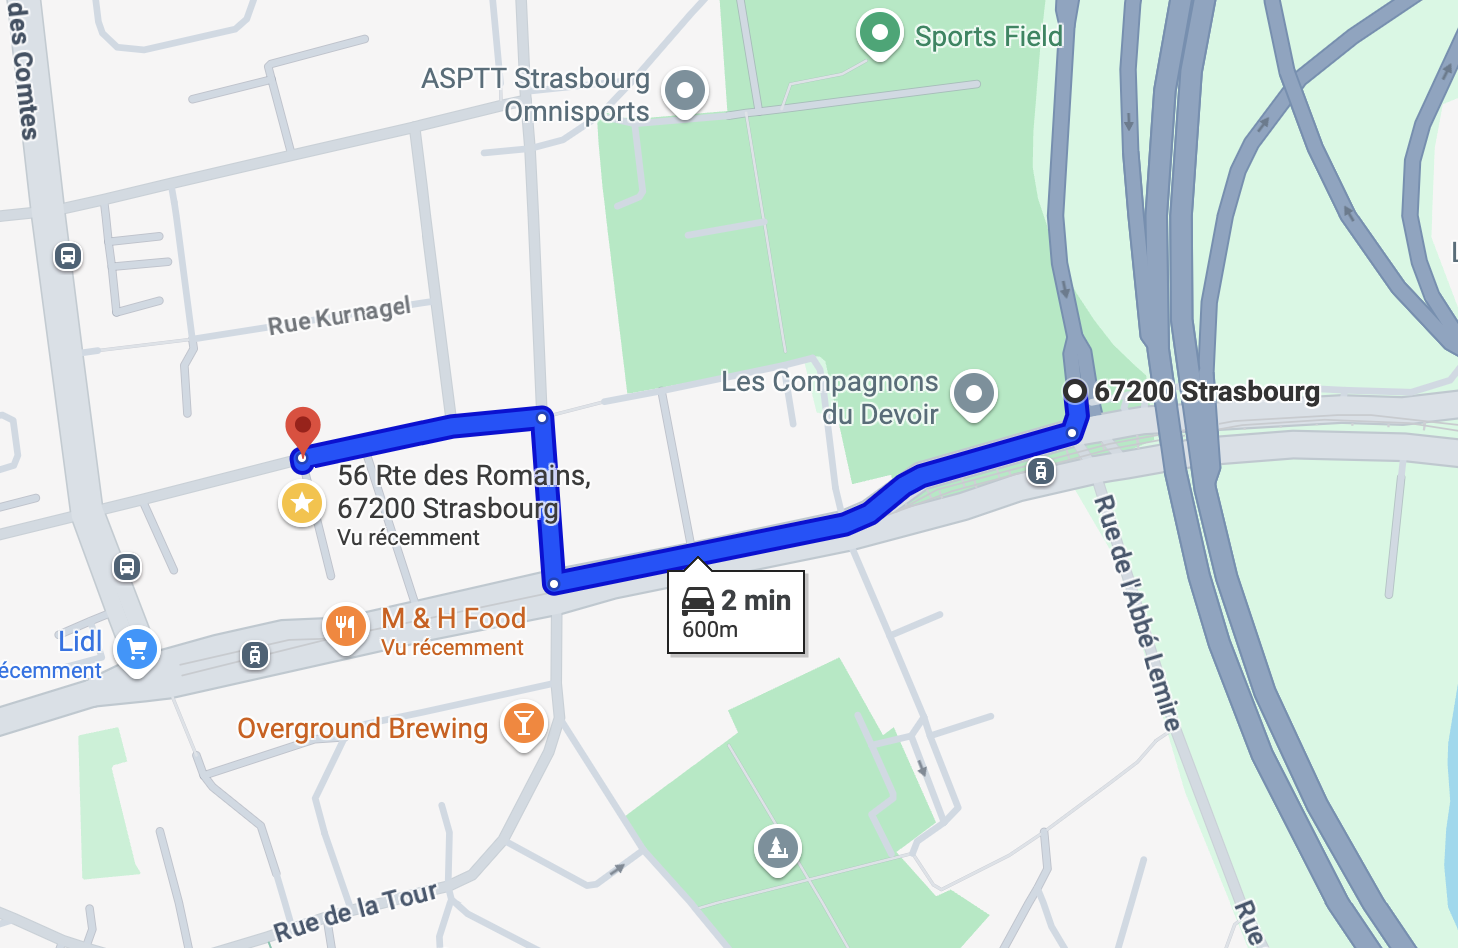 des Comtes
Sports Field
ASPTT Strasbourg
Omnisports
Rue Kurnagel
Les Compagnons
du Devoir
67200 Strasbourg
56 Rte des Romains,
67200 Strasbourg
Vu récemment
2 min
600m
M & H Food
Vu récemment
Lidl
écemment
Overground Brewing
Rue de l'Abbé Lemire
Rue de la Tour
Rue
L